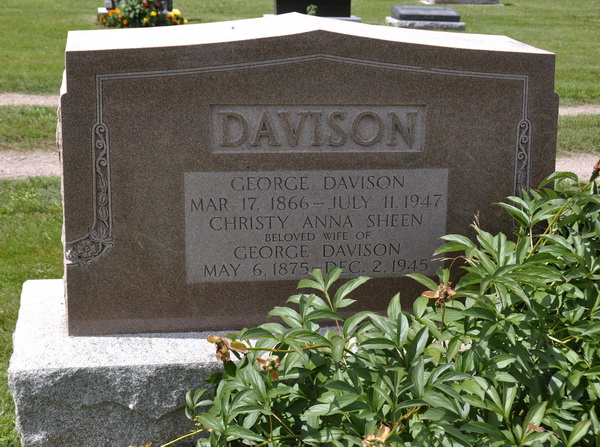 DAVISON
GEORGE DAVISON
MAR. 17, 1866 – JULY 11, 1947
CHRISTY ANNA SHEEN
BELOVED WIFE OF
GEORGE DAVISON
MAY 6, 1875 DEC. 2, 1945